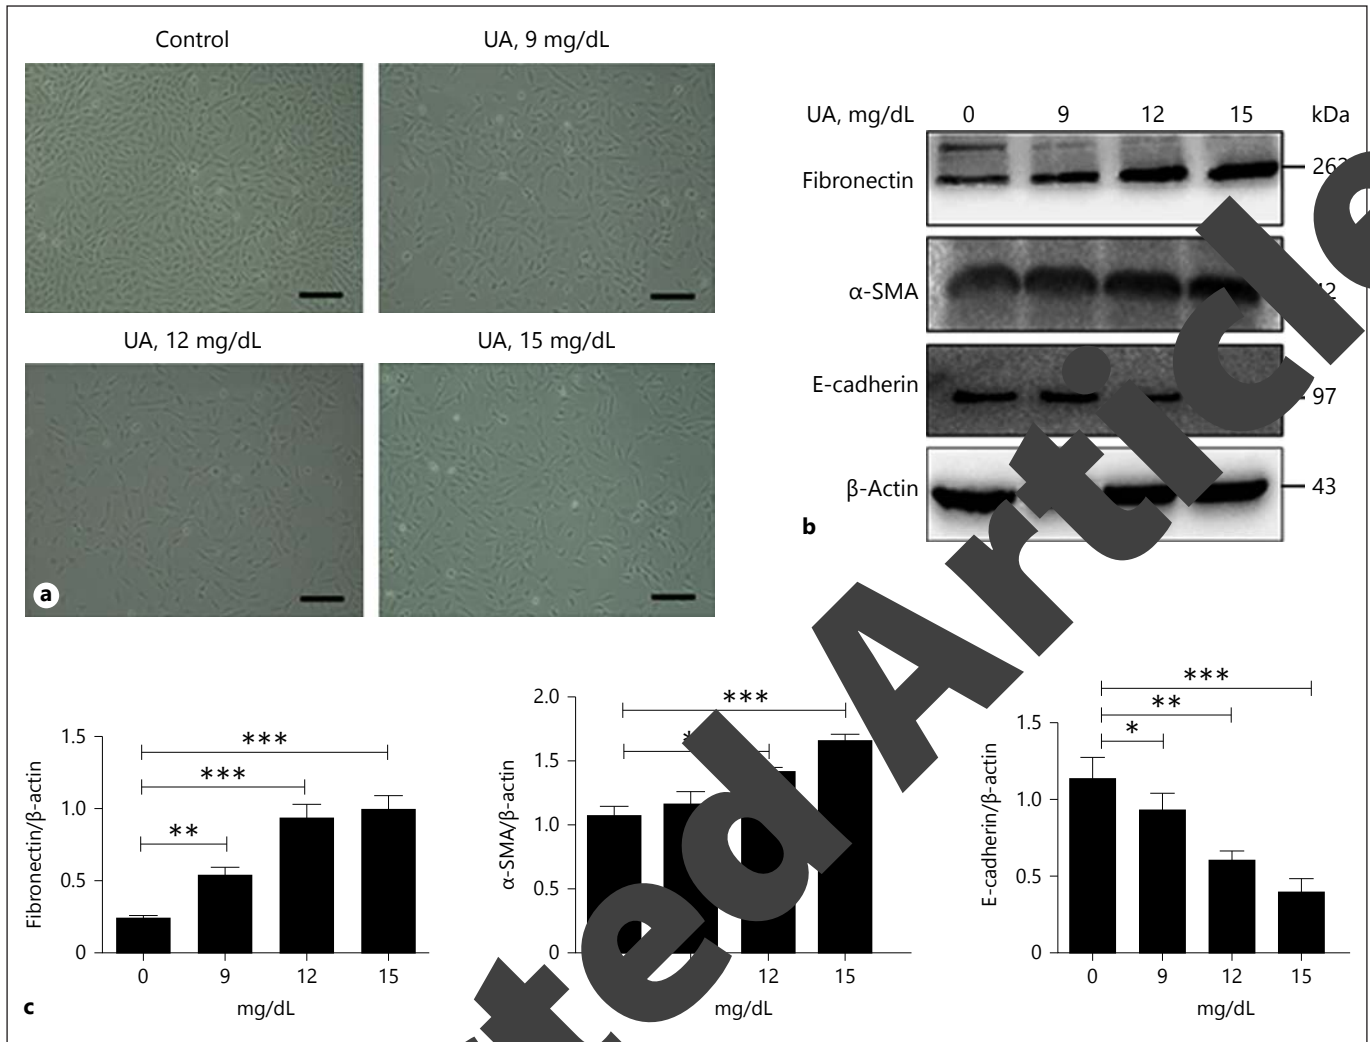 Control
UA, 9 mg/dL
UA, 12 mg/dL
UA, 15 mg/dL
a
UA, mg/dL 0 9 12 15 kDa
Fibronectin
α-SMA
E-cadherin 97
β-Actin 43
b
Fibronectin/β-actin
1.5
1.0
0.5
0
***
***
**
0 9 12 15
mg/dL
α-SMA/β-actin
2.0
1.5
1.0
0.5
0
***
12 15
mg/dL
E-cadherin/β-actin
1.5
1.0
0.5
0
***
**
*
0 9 12 15
mg/dL
c
ted Article